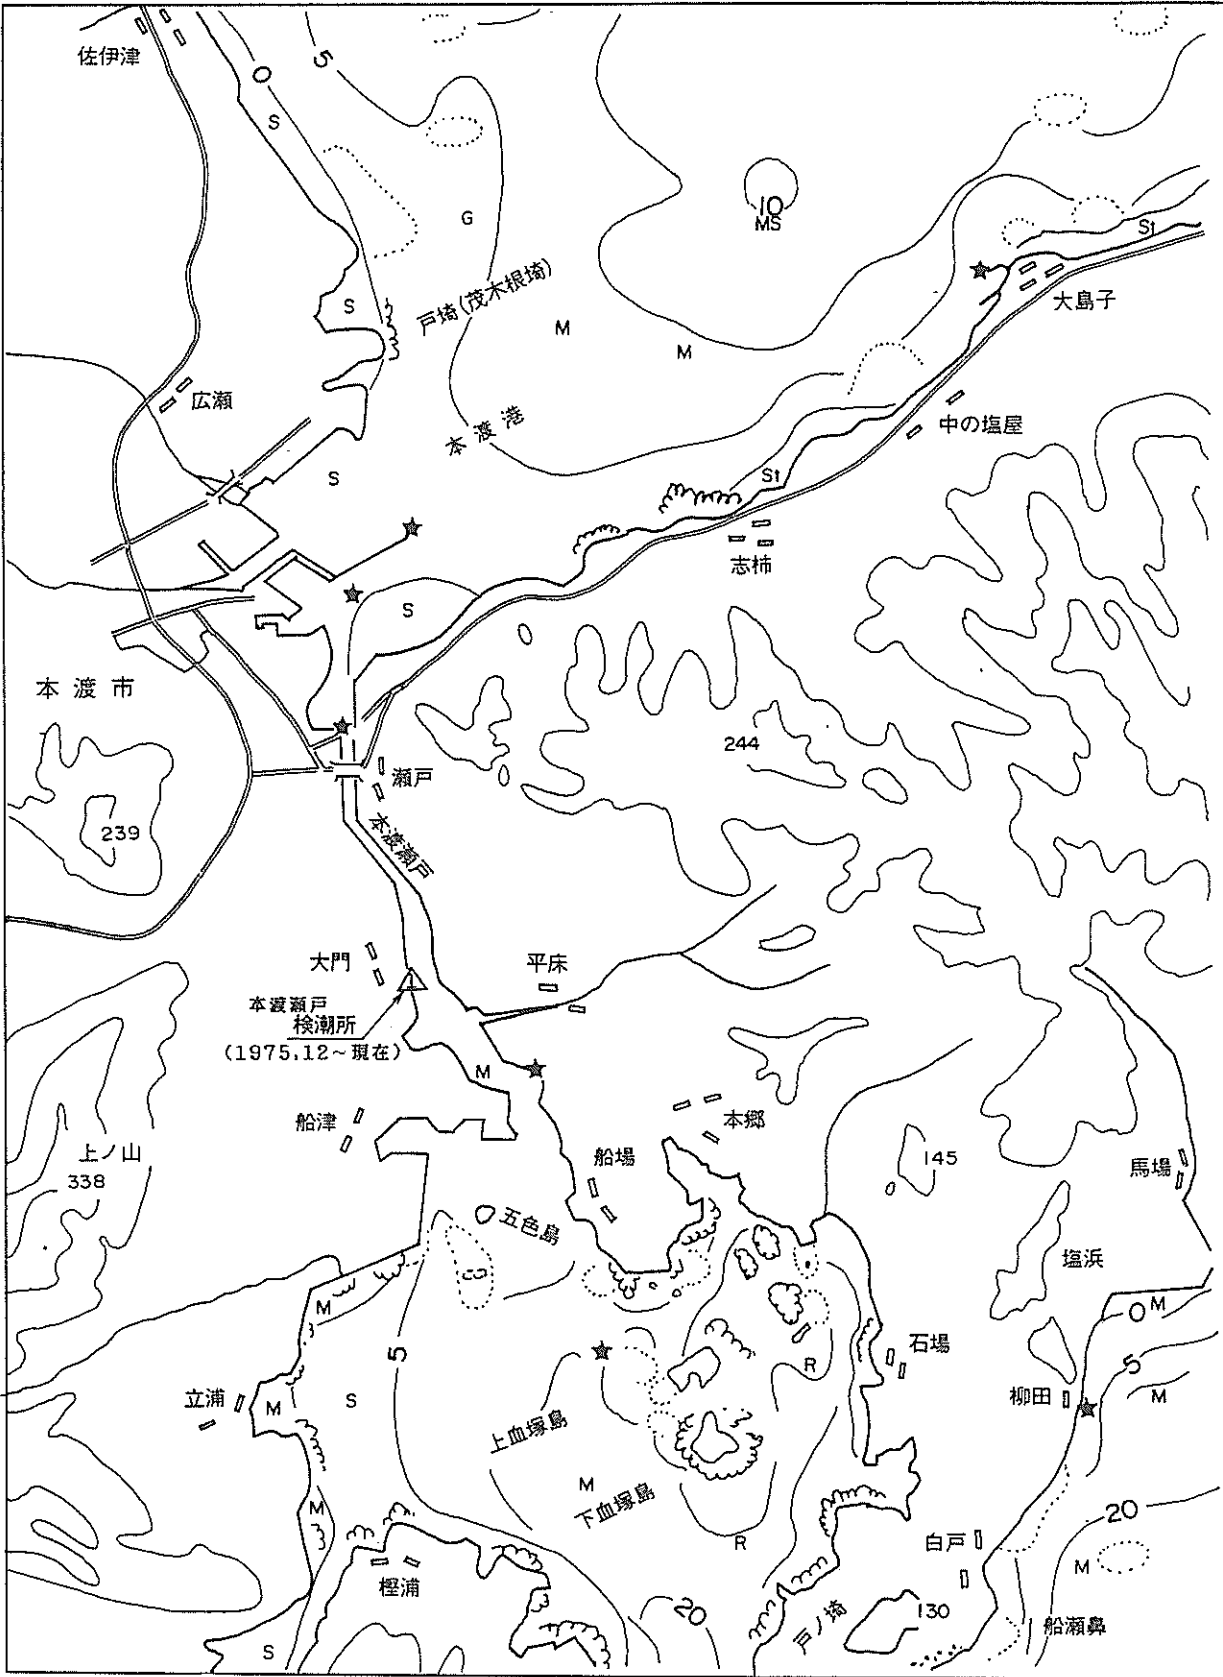 佐伊津
5
0
S
G
10
MS
St
大島子
戸埼(茂木根埼)
S
M
M
広瀬
本渡港
中の塩屋
S
St
志柿
S
本渡市
244
瀬戸
239
本渡瀬戸
大門
平床
1
本渡瀬戸
検潮所
(1975.12~現在)
M
船津
本郷
上ノ山
338
船場
145
馬場
五色島
塩浜
M
0
M
5
5
石場
R
立浦
M
S
柳田
M
上血塚島
M
下血塚島
M
20
R
白戸
M
樫浦
20
戸ノ埼
130
船瀬鼻
S